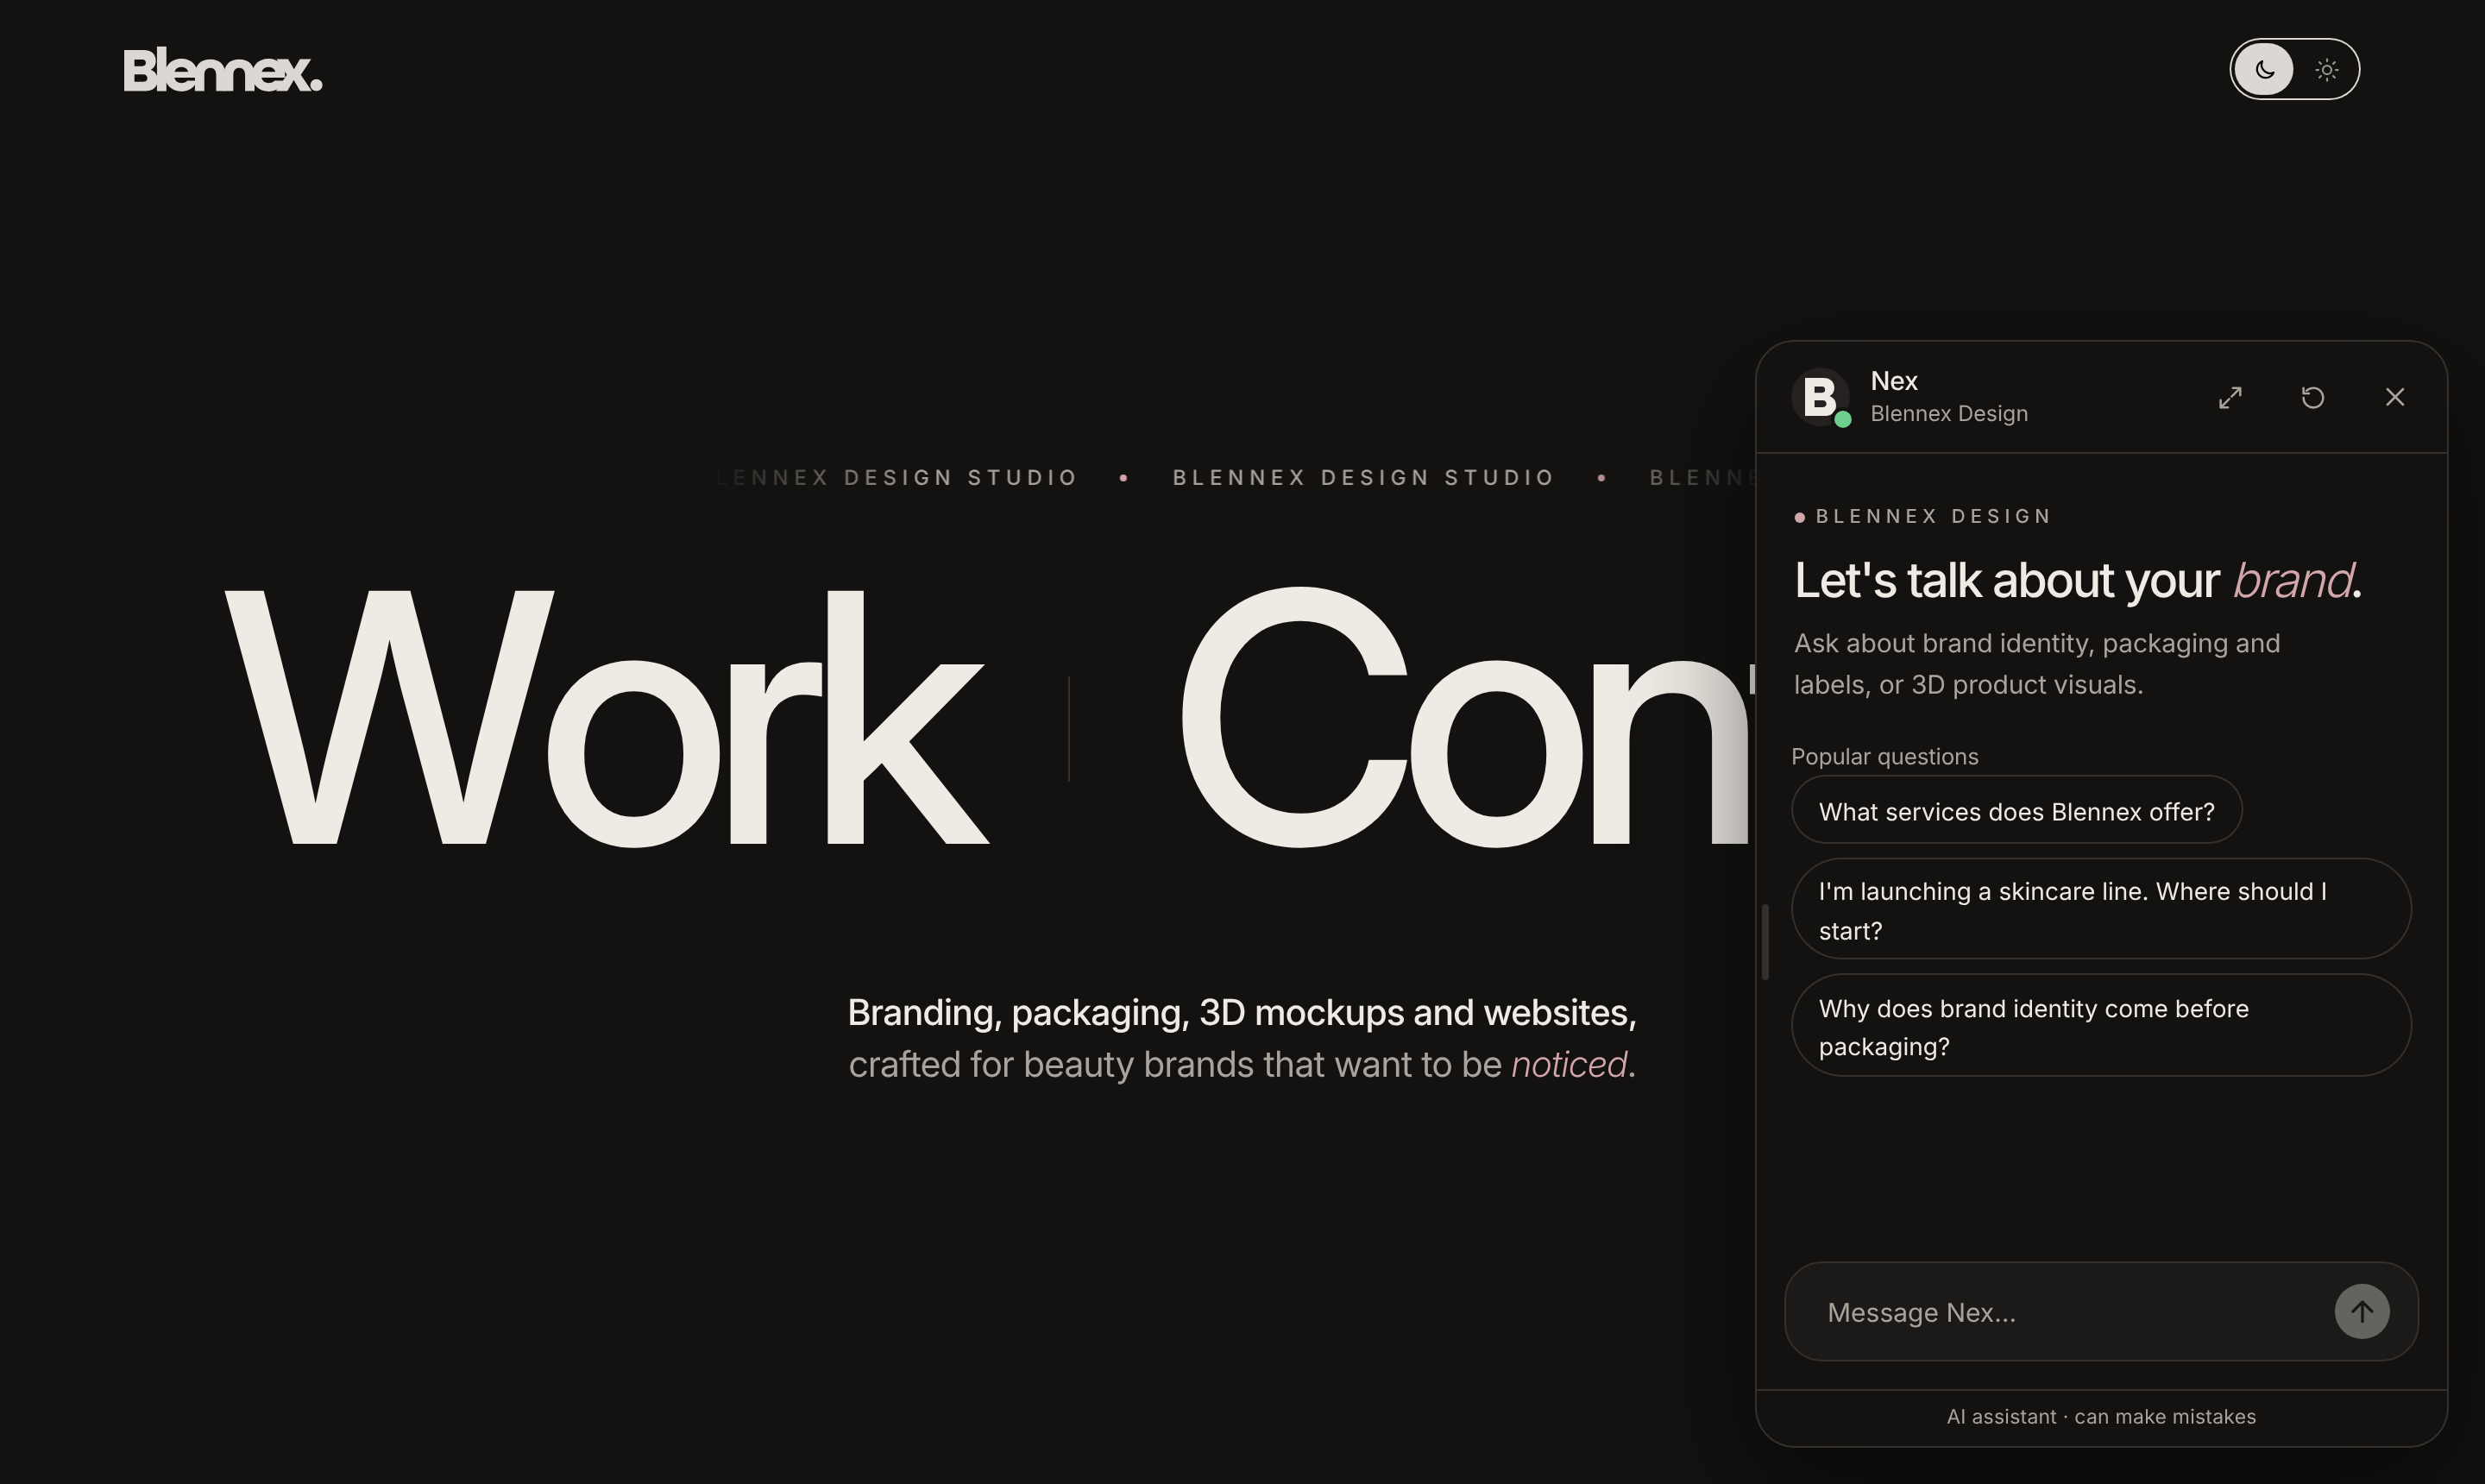 Blennex.
LENNEX DESIGN STUDIO • BLENNEX DESIGN STUDIO • BLENNE
Work
Con
Branding, packaging, 3D mockups and websites,
crafted for beauty brands that want to be noticed.
B
Nex
Blennex Design
BLENNEX DESIGN
Let's talk about your brand.
Ask about brand identity, packaging and
labels, or 3D product visuals.
Popular questions
What services does Blennex offer?
I'm launching a skincare line. Where should I
start?
Why does brand identity come before
packaging?
Message Nex...
AI assistant · can make mistakes